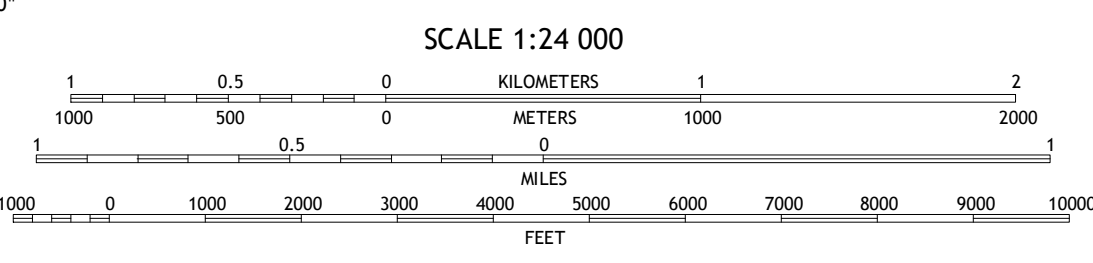 0"
SCALE 1:24 000
1 0.5 0 KILOMETERS 1 2
1000 500 0 METERS 1000 2000
1 0.5 0 1
MILES
1000 0 1000 2000 3000 4000 5000 6000 7000 8000 9000 10000
FEET